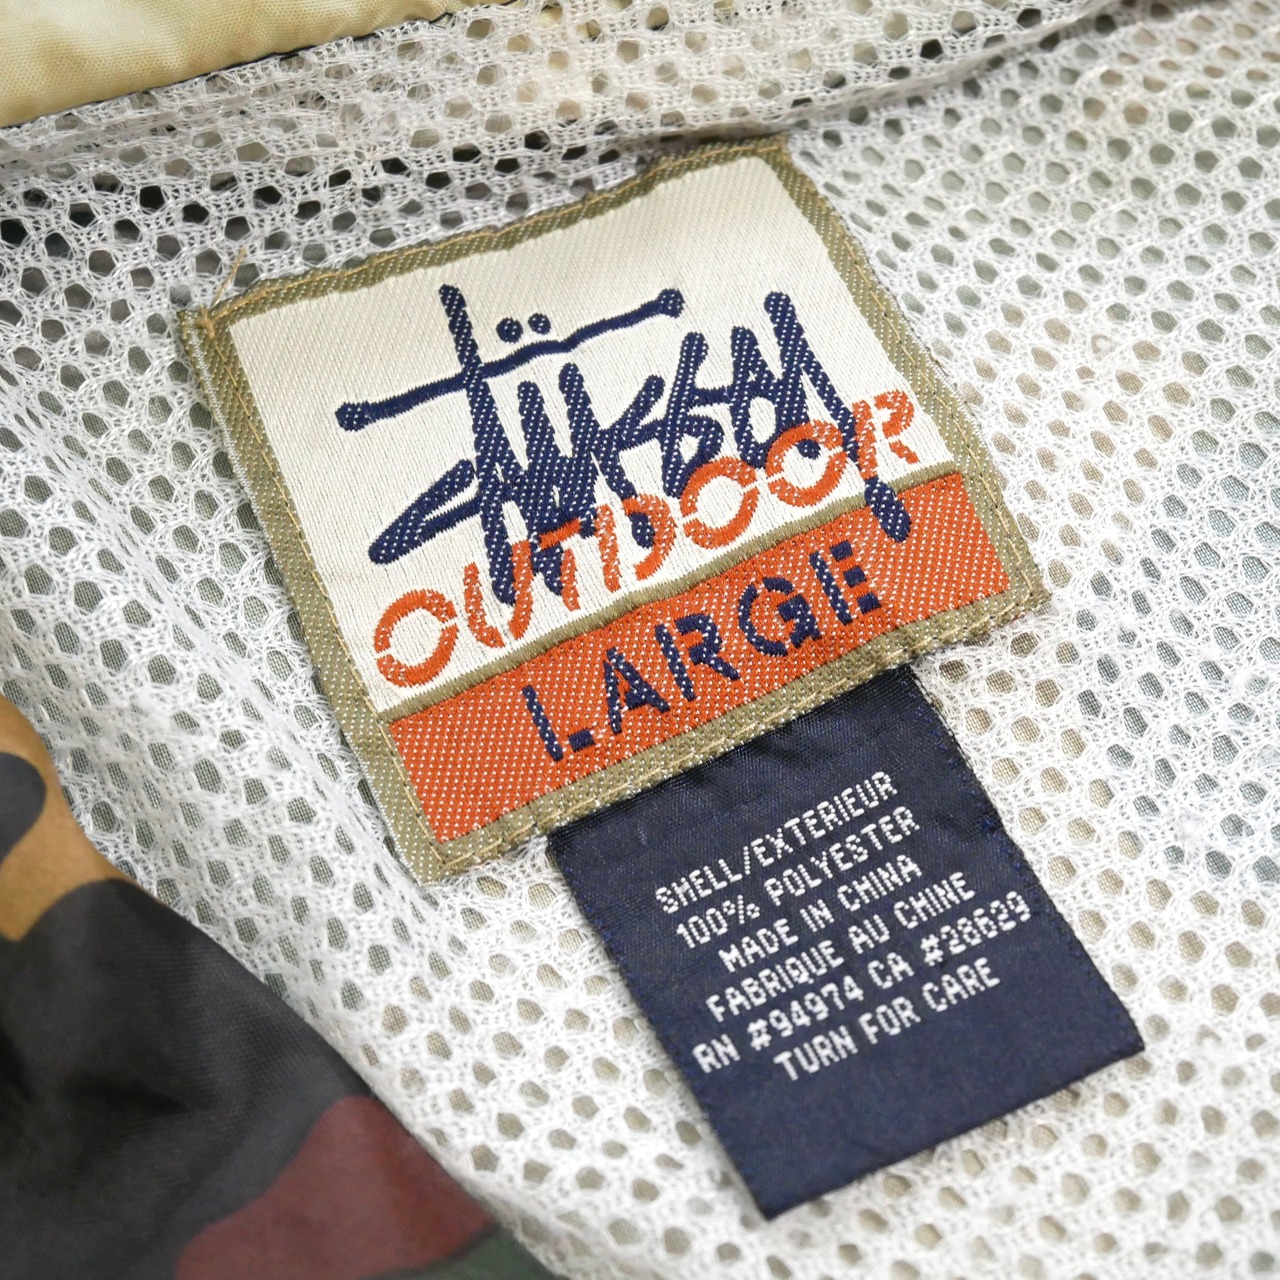 Stüssy
OUTDOOR
LARGE
SHELL/EXTERIEUR
100% POLYESTER
MADE IN CHINA
FABRIQUE AU CHINE
RN #94974 CA #28629
TURN FOR CARE